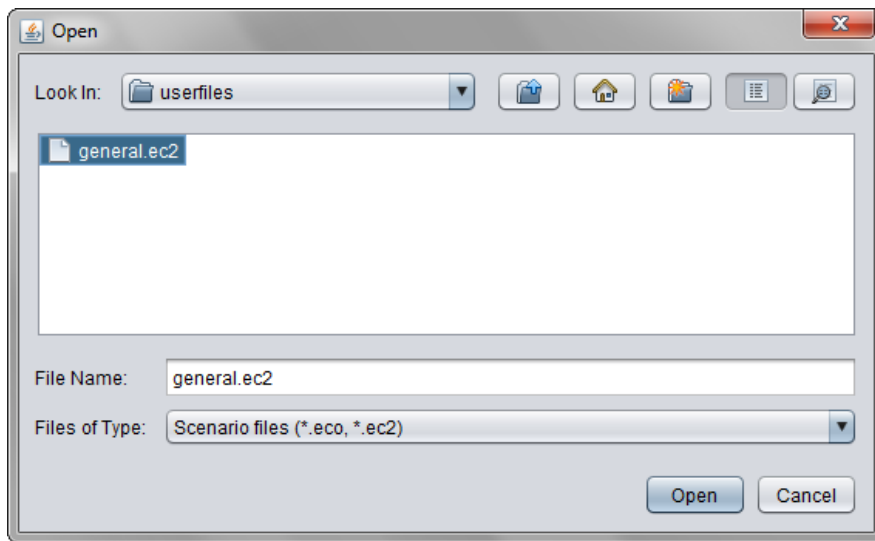 Open
Look In: userfiles
general.ec2
File Name: general.ec2
Files of Type: Scenario files (*.eco, *.ec2)
Open Cancel